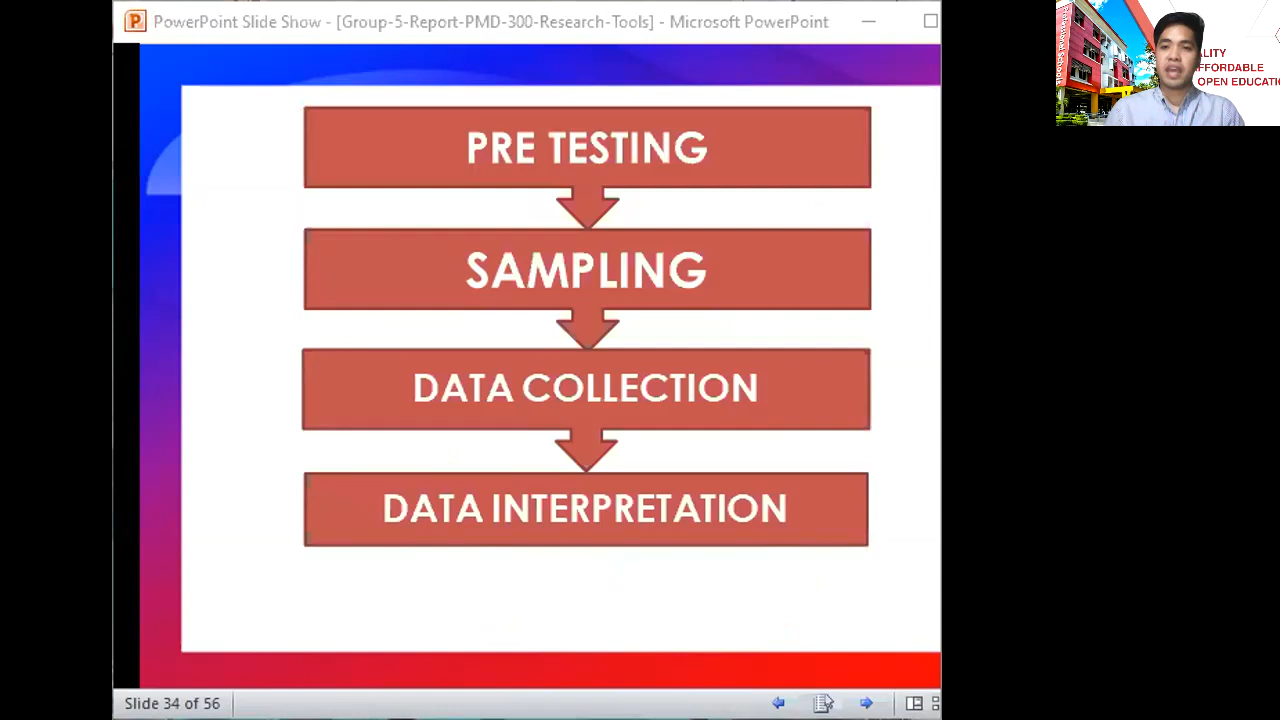 PowerPoint Slide Show - [Group-5-Report-PMD-300-Research-Tools] - Microsoft PowerPoint
PRE TESTING
SAMPLING
DATA COLLECTION
DATA INTERPRETATION
Slide 34 of 56
ALITY
FFORDABLE
OPEN EDUCATI